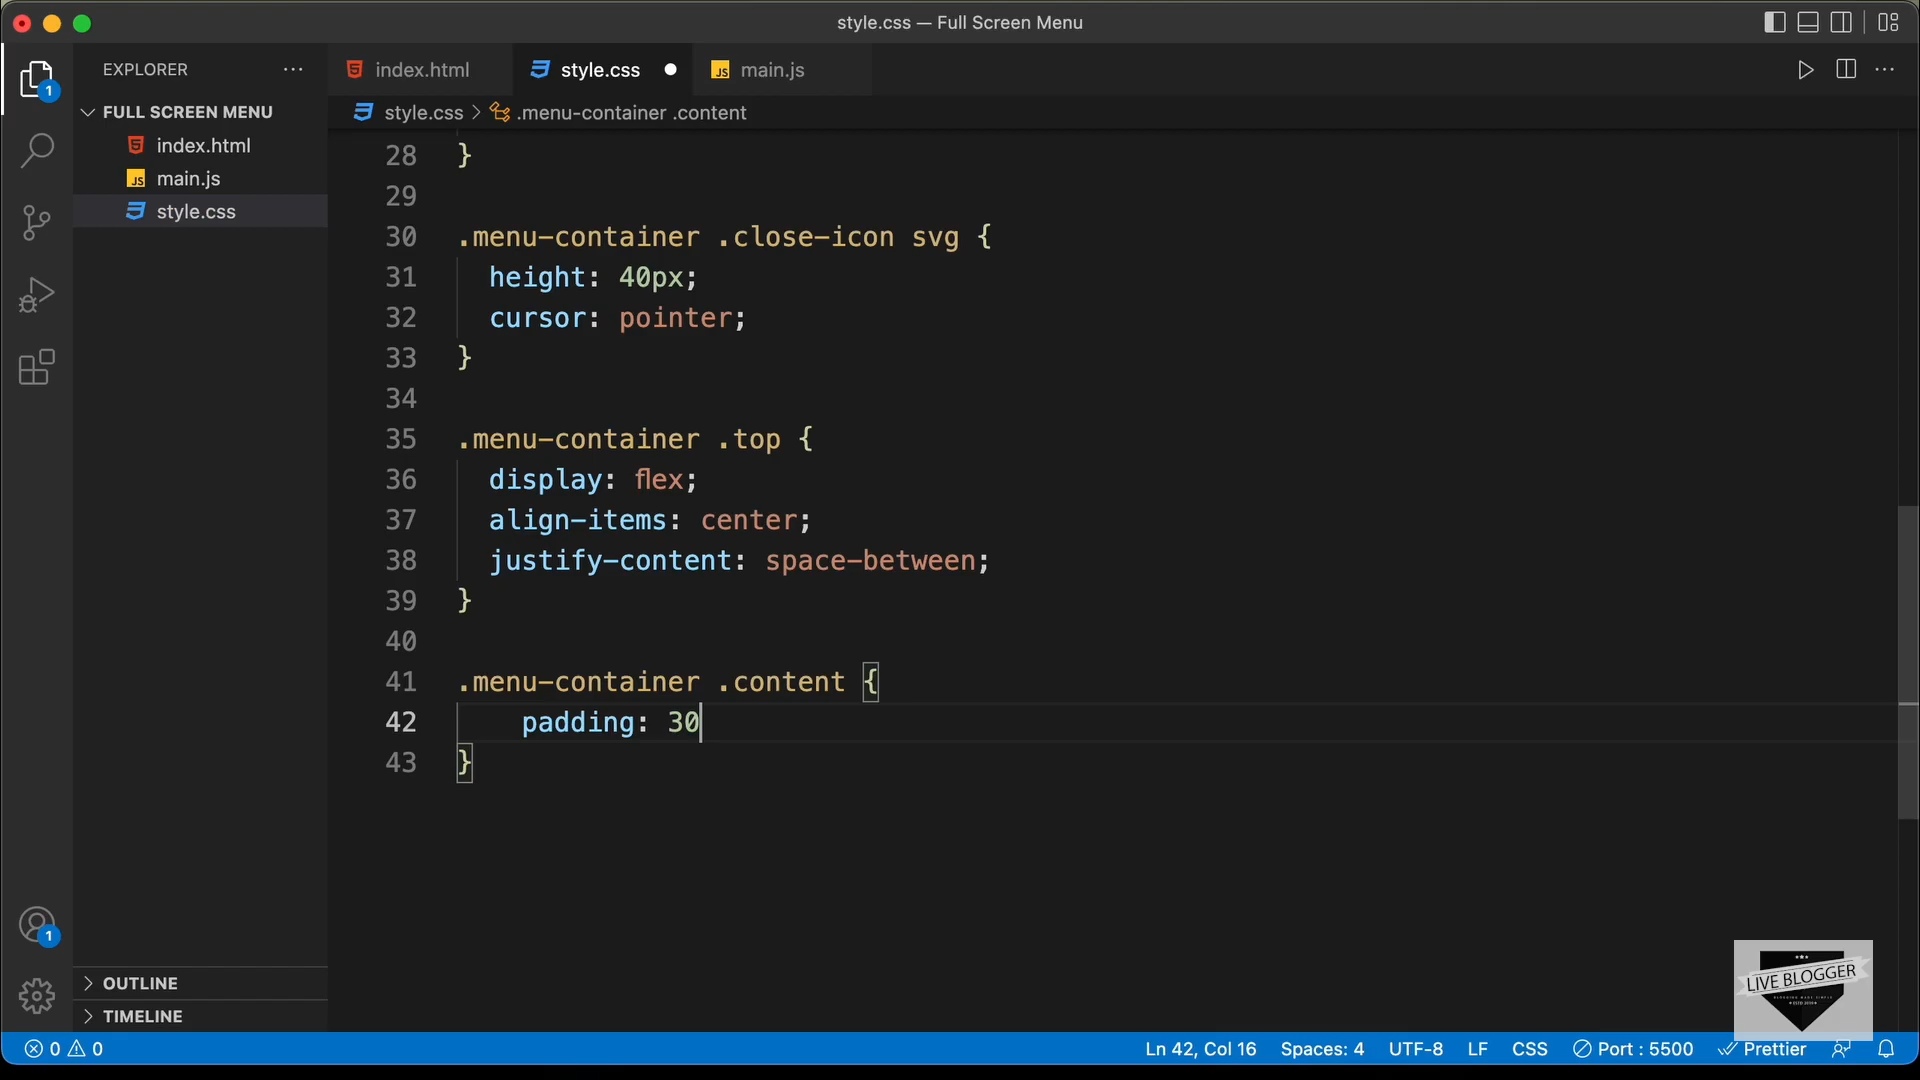 style.css — Full Screen Menu
EXPLORER
index.html
style.css
main.js
FULL SCREEN MENU
index.html
main.js
style.css
style.css > .menu-container .content
28 }
29
30 .menu-container .close-icon svg {
31 height: 40px;
32 cursor: pointer;
33 }
34
35 .menu-container .top {
36 display: flex;
37 align-items: center;
38 justify-content: space-between;
39 }
40
41 .menu-container .content {
42 padding: 30
43 }
1
1
OUTLINE
TIMELINE
LIVE BLOGGER
0 0
Ln 42, Col 16 Spaces: 4 UTF-8 LF CSS Port : 5500 Prettier